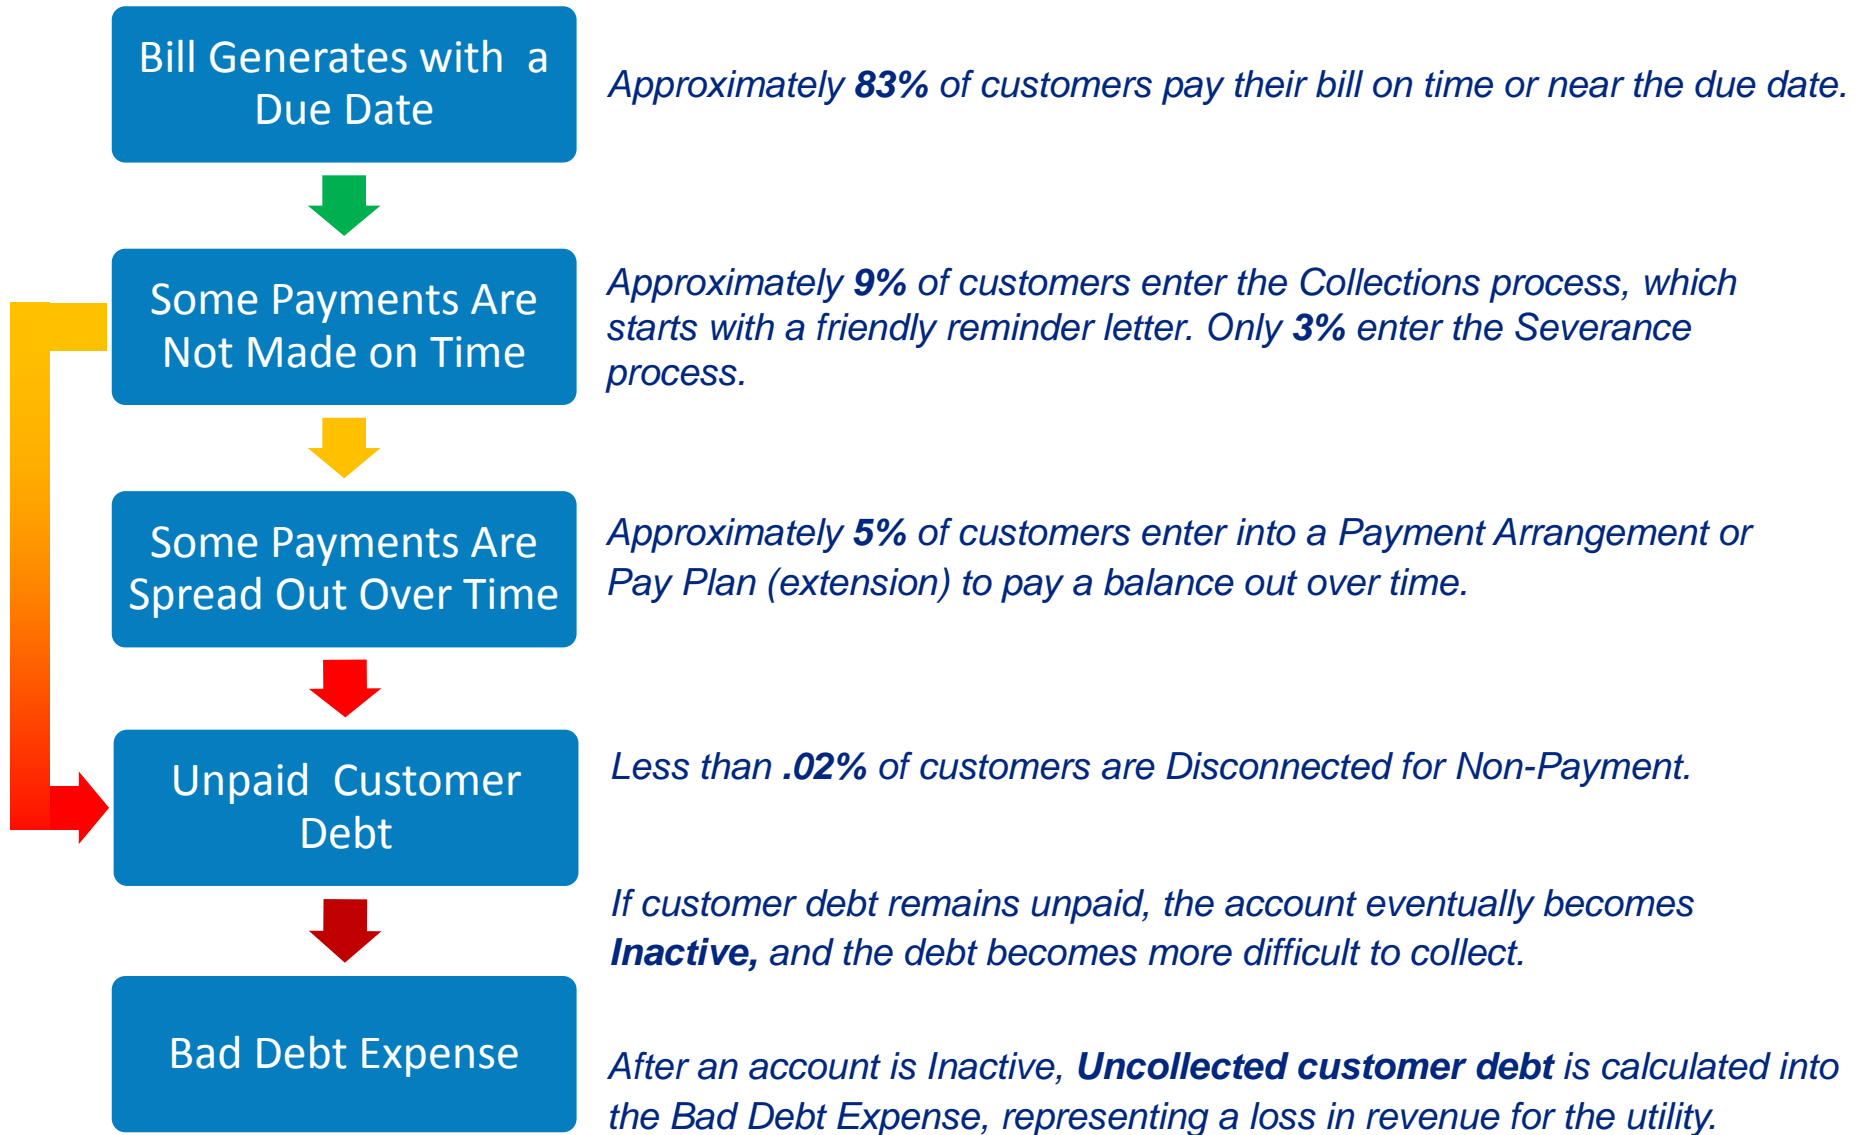 Bill Generates with a
Due Date
Approximately 83% of customers pay their bill on time or near the due date.
Some Payments Are
Not Made on Time
Approximately 9% of customers enter the Collections process, which
starts with a friendly reminder letter. Only 3% enter the Severance
process.
Some Payments Are
Spread Out Over Time
Approximately 5% of customers enter into a Payment Arrangement or
Pay Plan (extension) to pay a balance out over time.
Unpaid Customer
Debt
Less than .02% of customers are Disconnected for Non-Payment.
If customer debt remains unpaid, the account eventually becomes
Inactive, and the debt becomes more difficult to collect.
Bad Debt Expense
After an account is Inactive, Uncollected customer debt is calculated into
the Bad Debt Expense, representing a loss in revenue for the utility.